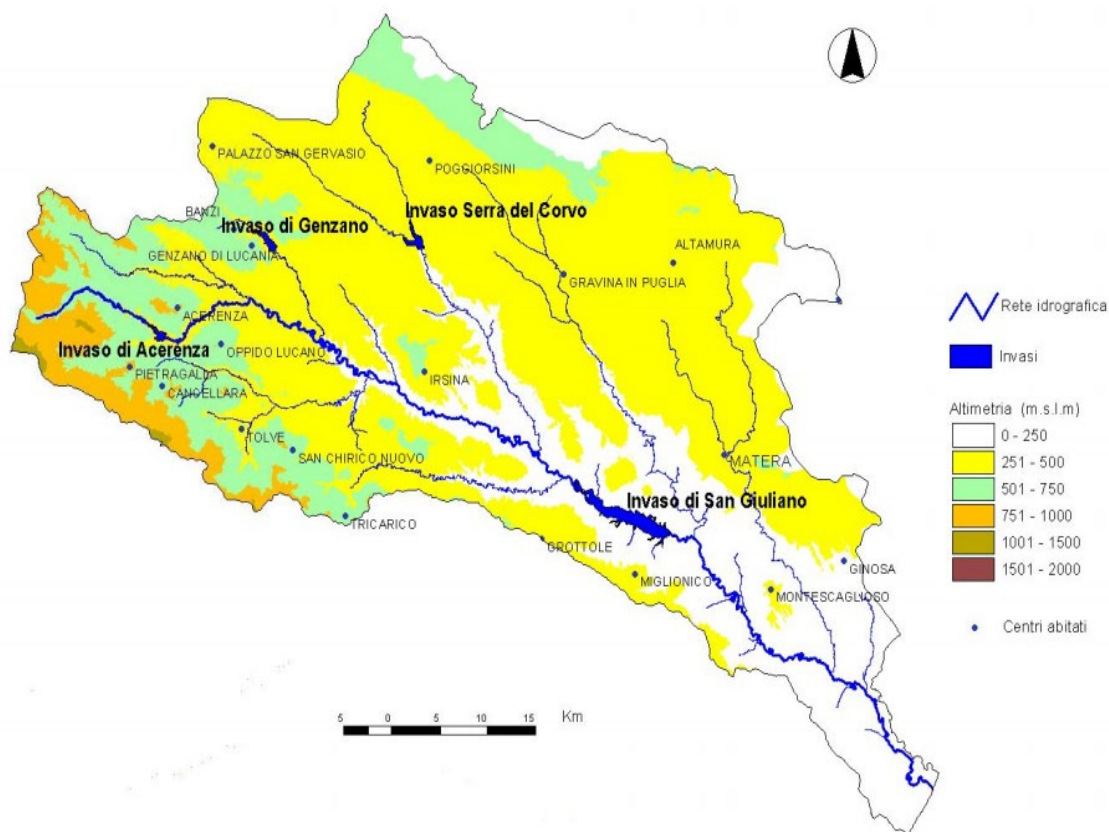 PALAZZO SAN GERVASIO
POGGIORSINI
BANZI
Invaso di Genzano
Invaso Serra del Corvo
GENZANO DI LUCANIA
ALTAMURA
GRAVINA IN PUGLIA
ACERENZA
Invaso di Acerenza
OPPIDO LUCANO
PIETRAGALLA
CANCELLARA
IRSINA
TOLVE
SAN CHIRICO NUOVO
MATERA
TRICARICO
Invaso di San Giuliano
GROTTOLE
MIGLIONICO
GINOSA
MONTESCAGLIOSO
Rete idrografica
Invasi
Altimetria (m.s.l.m)
0 - 250
251 - 500
501 - 750
751 - 1000
1001 - 1500
1501 - 2000
Centri abitati
5 0 5 10 15 Km